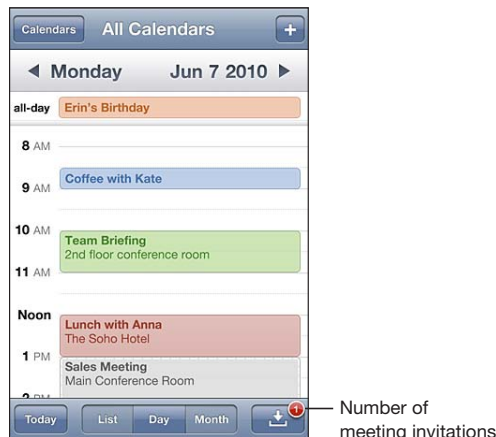 Calendars All Calendars +
Monday Jun 7 2010
all-day Erin's Birthday
8 AM
Coffee with Kate
9 AM
10 AM
Team Briefing
2nd floor conference room
11 AM
Noon
Lunch with Anna
The Soho Hotel
1 PM
Sales Meeting
Main Conference Room
2 PM
Today List Day Month 1
Number of
meeting invitations